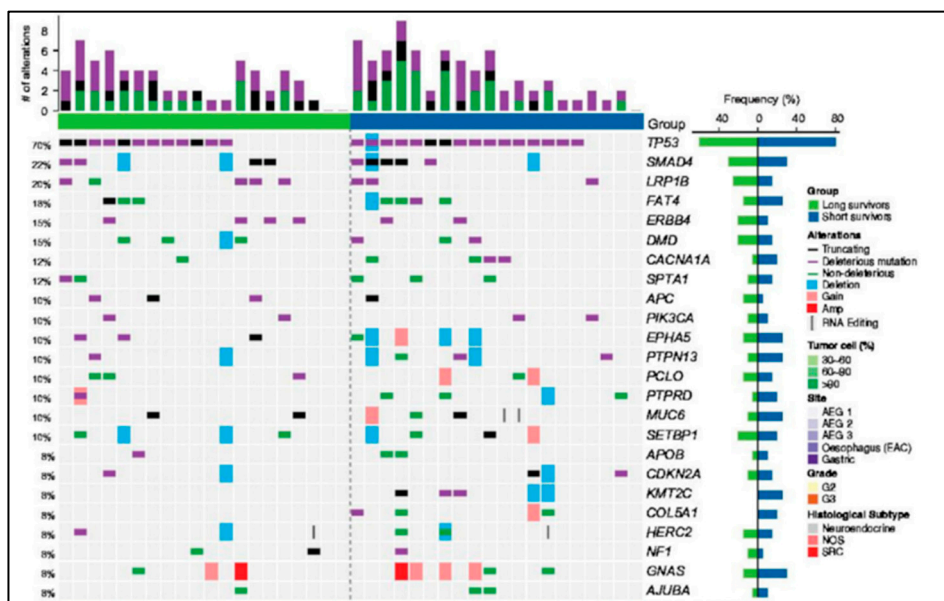 # of alterations
8
6
4
2
0
Group
Frequency (%)
40 0 40 80
70% TP53
22% SMAD4
20% LRP1B
18% FAT4
15% ERBB4
15% DMD
12% CACNA1A
12% SPTA1
10% APC
10% PIK3CA
10% EPHA5
10% PTPN13
10% PCLO
10% PTPRD
10% MUC6
10% SETBP1
8% APOB
8% CDKN2A
8% KMT2C
8% COL5A1
8% HERC2
8% NF1
8% GNAS
8% AJUBA
Group
Long survivors
Short survivors
Alterations
Truncating
Deleterious mutation
Non-deleterious
Deletion
Gain
Amp
RNA Editing
Tumor cell (%)
30–60
60–80
>80
Site
AEG 1
AEG 2
AEG 3
Oesophagus (EAC)
Gastric
Grade
G2
G3
Histological Subtype
Neuroendocrine
NOS
SRC